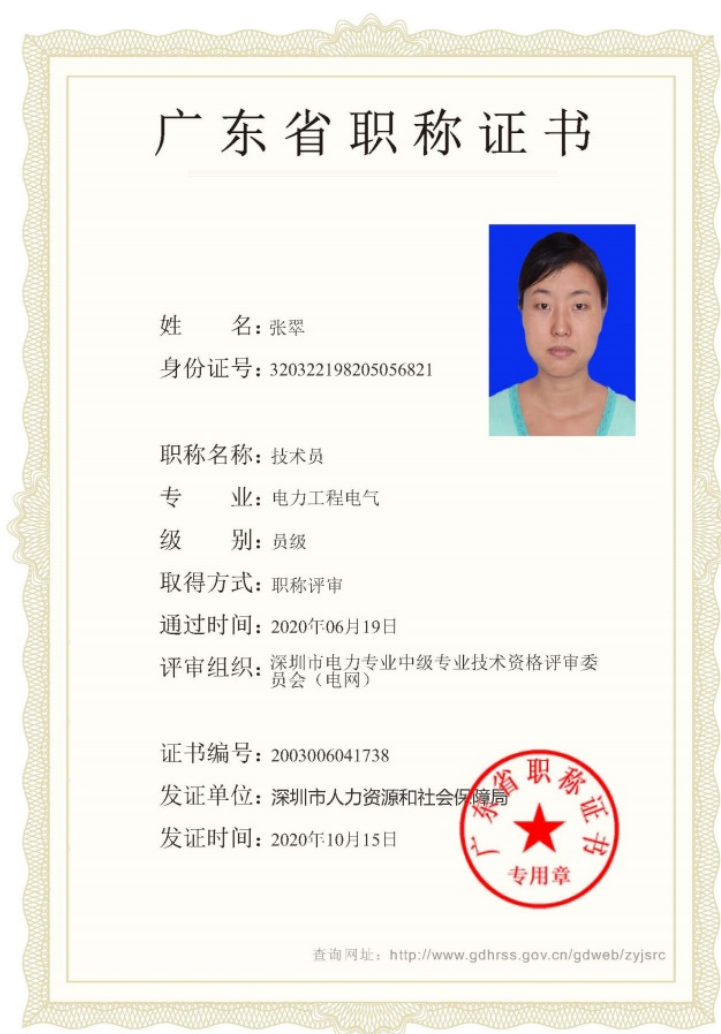 广东省职称证书
姓 名：张翠
身份证号：320322198205056821
职称名称：技术员
专 业：电力工程电气
级 别：员级
取得方式：职称评审
通过时间：2020年06月19日
评审组织：深圳市电力专业中级专业技术资格评审委
员会（电网）
证书编号：2003006041738
发证单位：深圳市人力资源和社会保障局
发证时间：2020年10月15日
广东省职称证书
专用章
查询网址：http://www.gdhrss.gov.cn/gdweb/zyjsrc